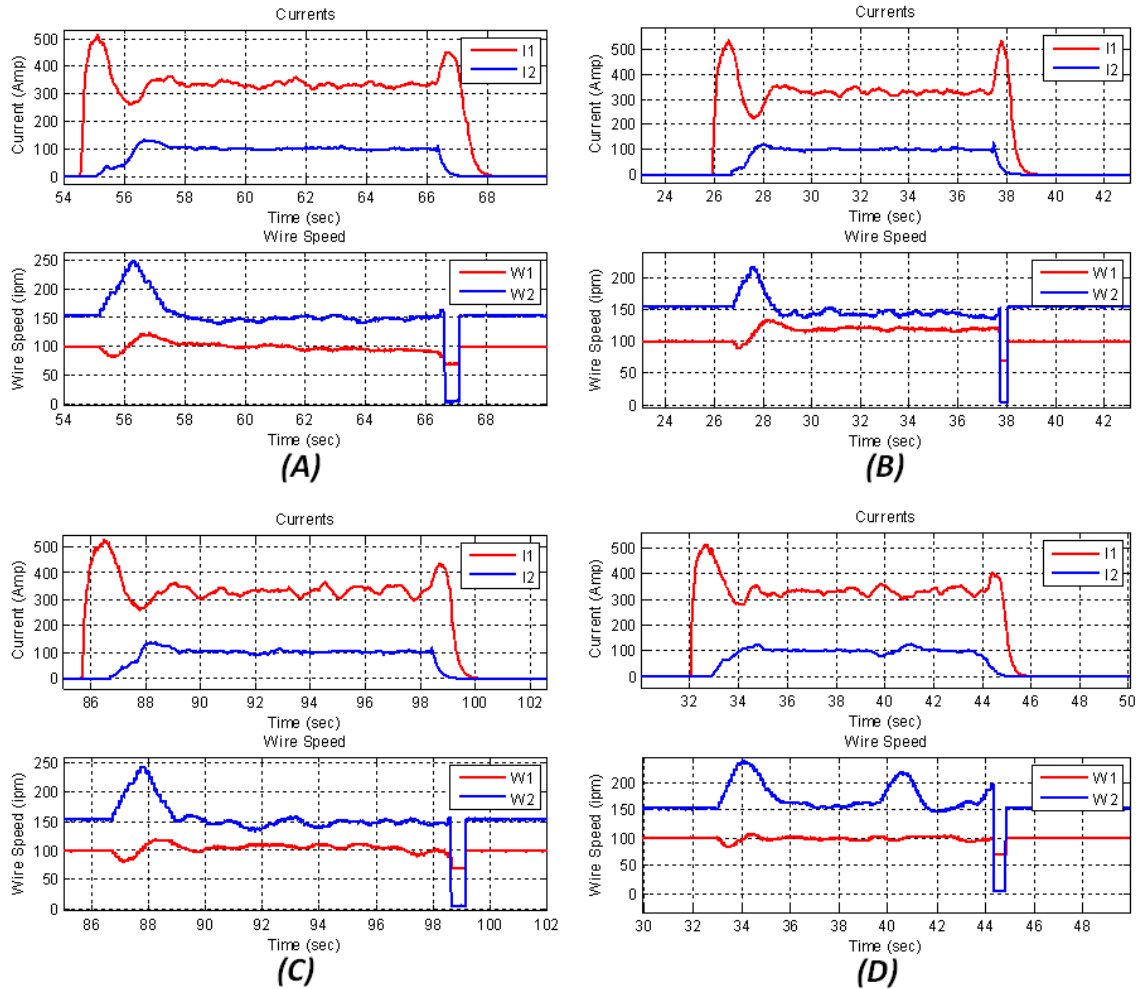 Currents
Current (Amp)
500
400
300
200
100
0
I1
I2
54 56 58 60 62 64 66 68
Time (sec)
Wire Speed
Wire Speed (ipm)
250
200
150
100
50
0
W1
W2
54 56 58 60 62 64 66 68
Time (sec)
(A)
Currents
Current (Amp)
500
400
300
200
100
0
I1
I2
24 26 28 30 32 34 36 38 40 42
Time (sec)
Wire Speed
Wire Speed (ipm)
200
150
100
50
0
W1
W2
24 26 28 30 32 34 36 38 40 42
Time (sec)
(B)
Currents
Current (Amp)
500
400
300
200
100
0
I1
I2
86 88 90 92 94 96 98 100 102
Time (sec)
Wire Speed
Wire Speed (ipm)
250
200
150
100
50
0
W1
W2
86 88 90 92 94 96 98 100 102
Time (sec)
(C)
Currents
Current (Amp)
500
400
300
200
100
0
I1
I2
32 34 36 38 40 42 44 46 48 50
Time (sec)
Wire Speed
Wire Speed (ipm)
200
150
100
50
0
W1
W2
30 32 34 36 38 40 42 44 46 48
Time (sec)
(D)